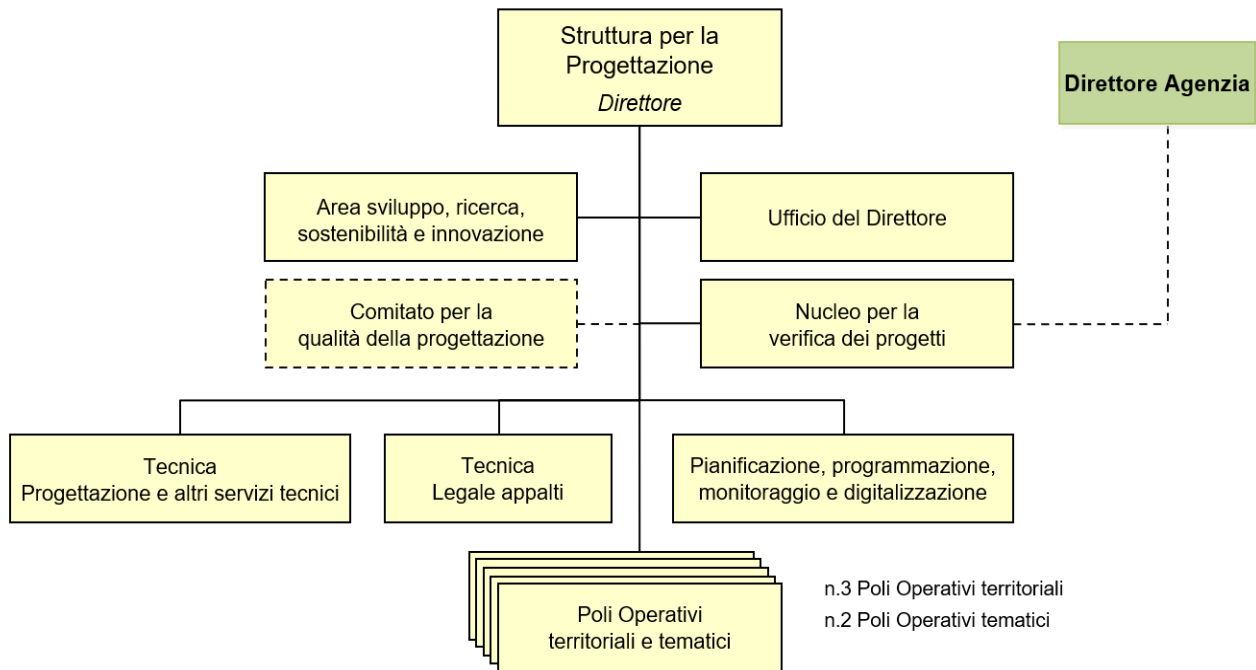 Struttura per la
Progettazione
Direttore
Direttore Agenzia
Area sviluppo, ricerca,
sostenibilità e innovazione
Ufficio del Direttore
Comitato per la
qualità della progettazione
Nucleo per la
verifica dei progetti
Tecnica
Progettazione e altri servizi tecnici
Tecnica
Legale appalti
Pianificazione, programmazione,
monitoraggio e digitalizzazione
Poli Operativi
territoriali e tematici
n.3 Poli Operativi territoriali
n.2 Poli Operativi tematici